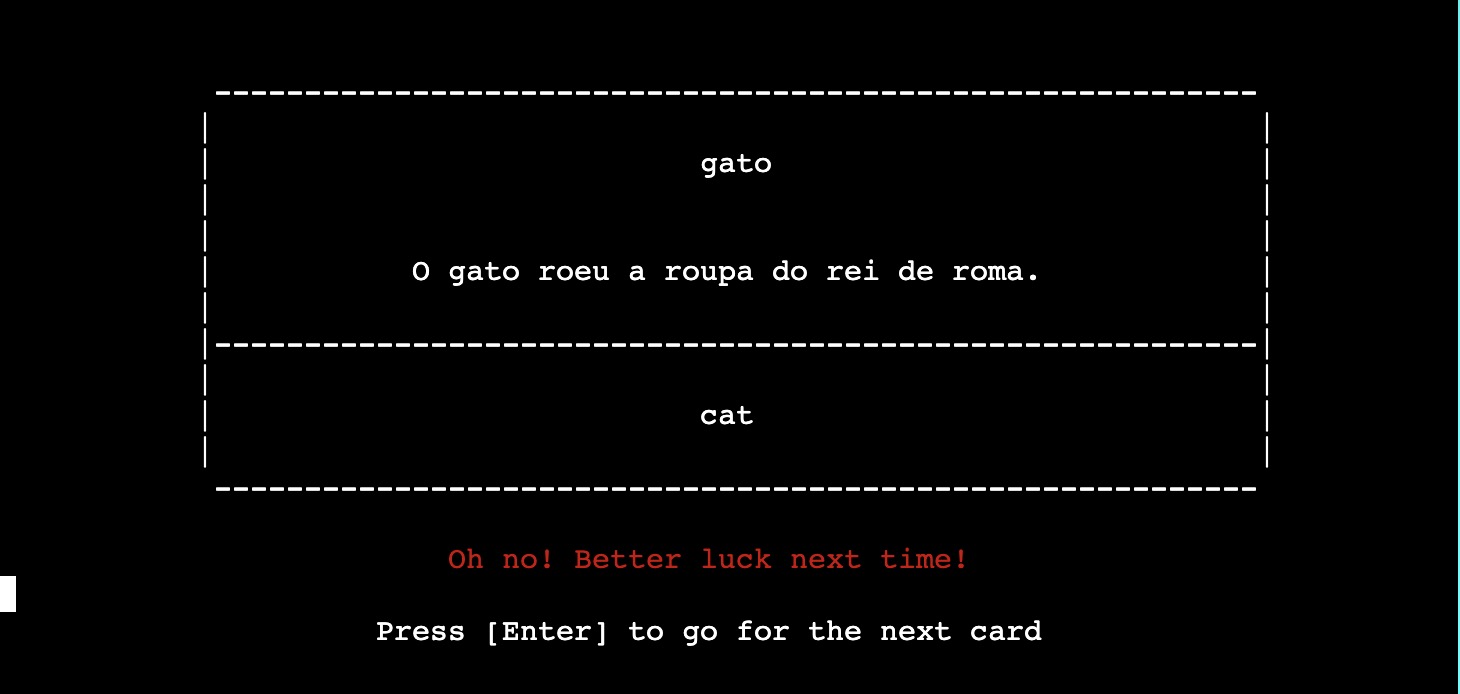 gato
O gato roeu a roupa do rei de roma.
cat
Oh no! Better luck next time!
Press [Enter] to go for the next card